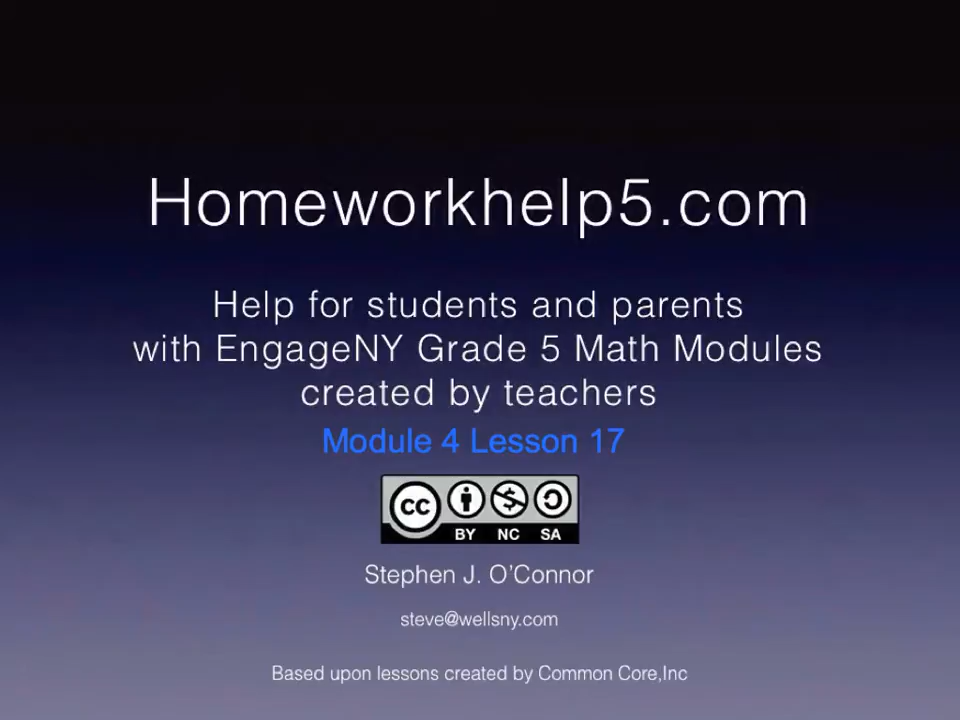 Homeworkhelp5.com
Help for students and parents
with EngageNY Grade 5 Math Modules
created by teachers
Module 4 Lesson 17
cc
BY NC SA
Stephen J. O'Connor
steve@wellsny.com
Based upon lessons created by Common Core,Inc